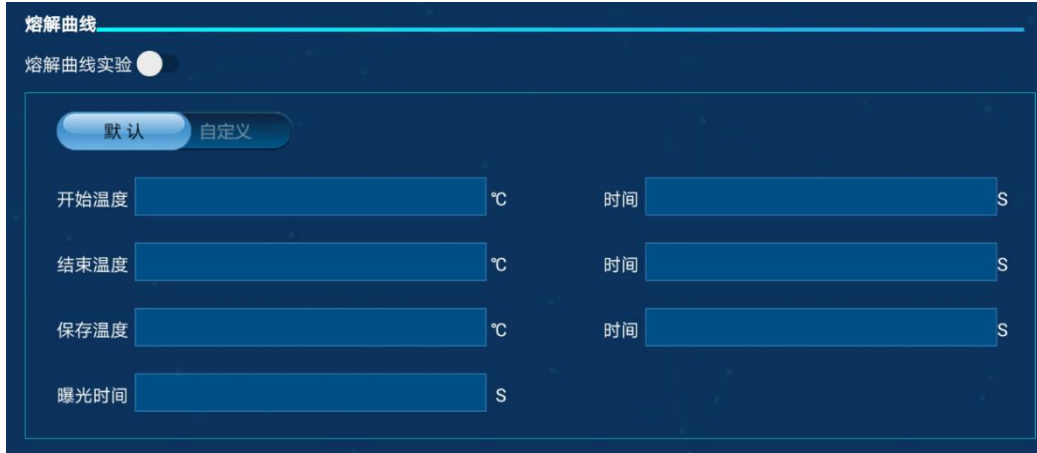 熔解曲线
熔解曲线实验
默认 自定义
开始温度 ℃ 时间 S
结束温度 ℃ 时间 S
保存温度 ℃ 时间 S
曝光时间 S